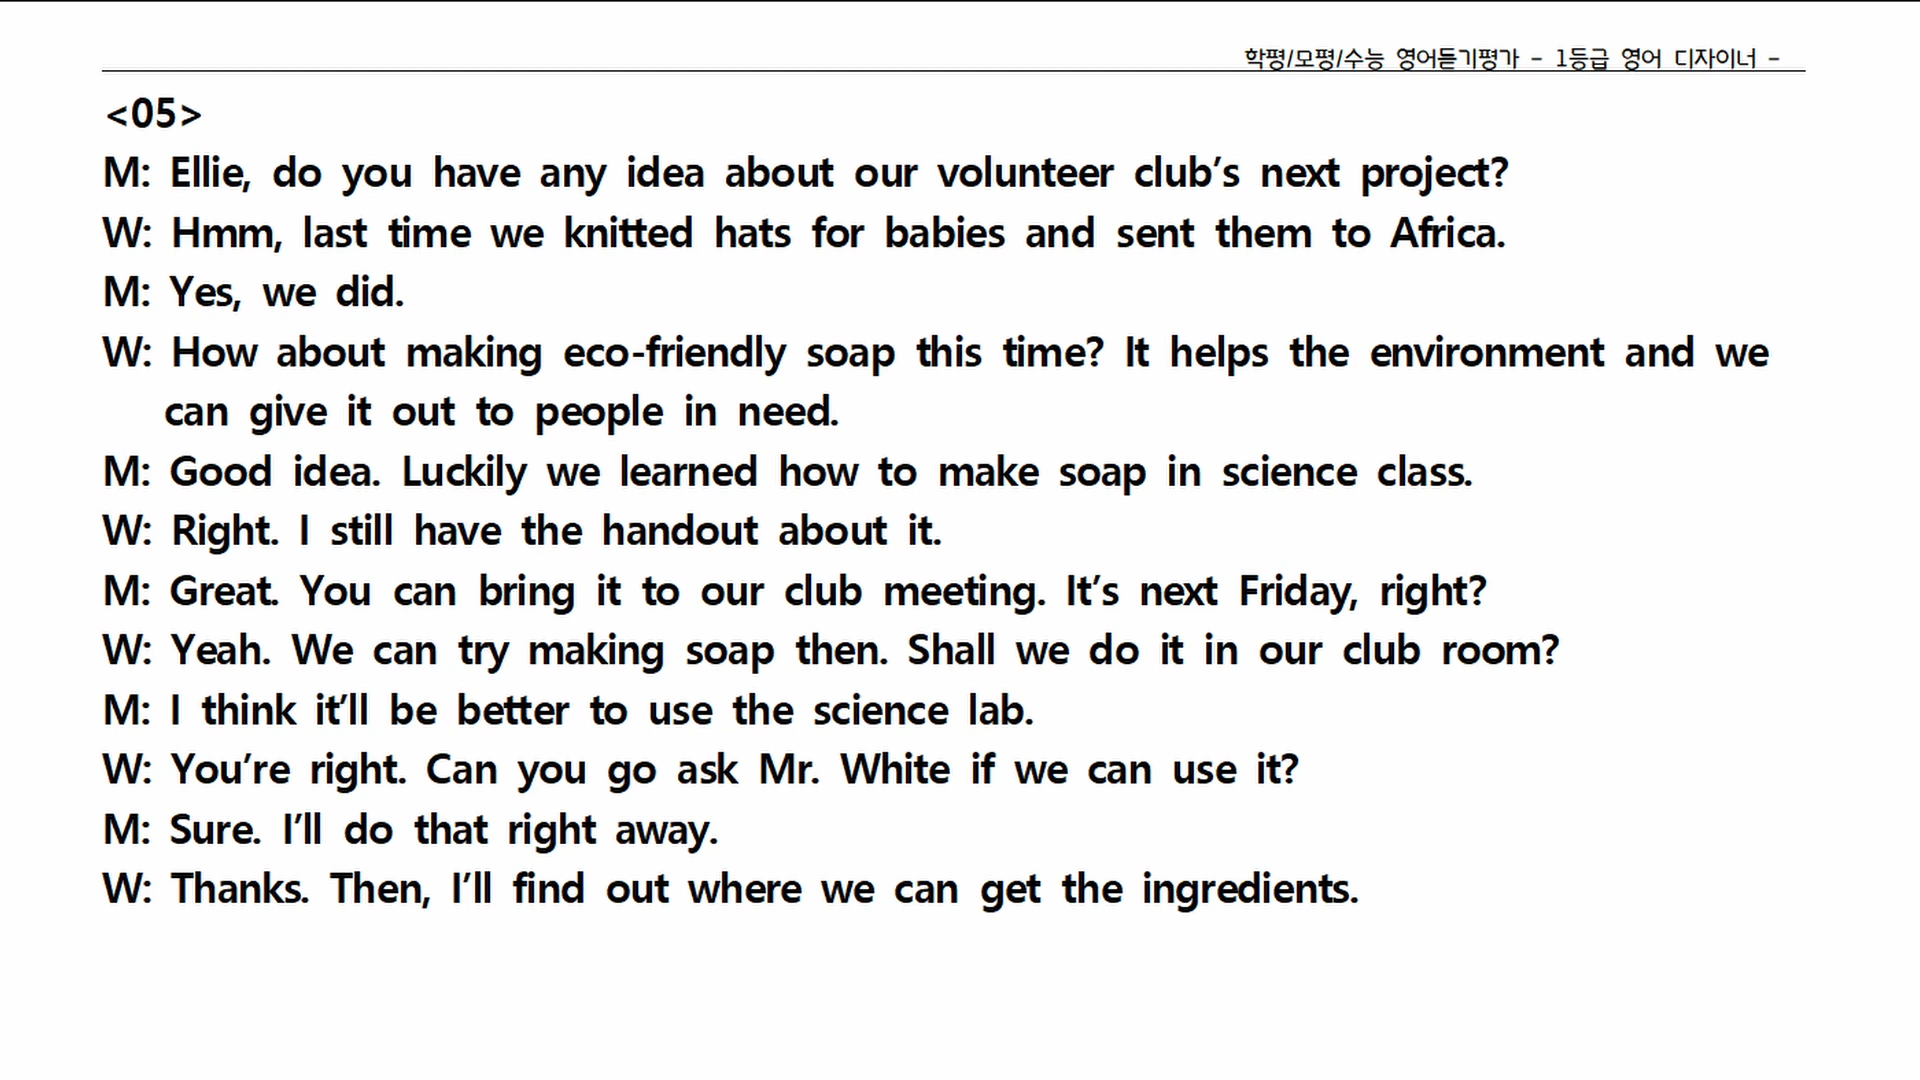 학평/모평/수능 영어듣기평가 - 1등급 영어 디자이너 -
<05>
M: Ellie, do you have any idea about our volunteer club’s next project?
W: Hmm, last time we knitted hats for babies and sent them to Africa.
M: Yes, we did.
W: How about making eco-friendly soap this time? It helps the environment and we
can give it out to people in need.
M: Good idea. Luckily we learned how to make soap in science class.
W: Right. I still have the handout about it.
M: Great. You can bring it to our club meeting. It’s next Friday, right?
W: Yeah. We can try making soap then. Shall we do it in our club room?
M: I think it’ll be better to use the science lab.
W: You’re right. Can you go ask Mr. White if we can use it?
M: Sure. I’ll do that right away.
W: Thanks. Then, I’ll find out where we can get the ingredients.